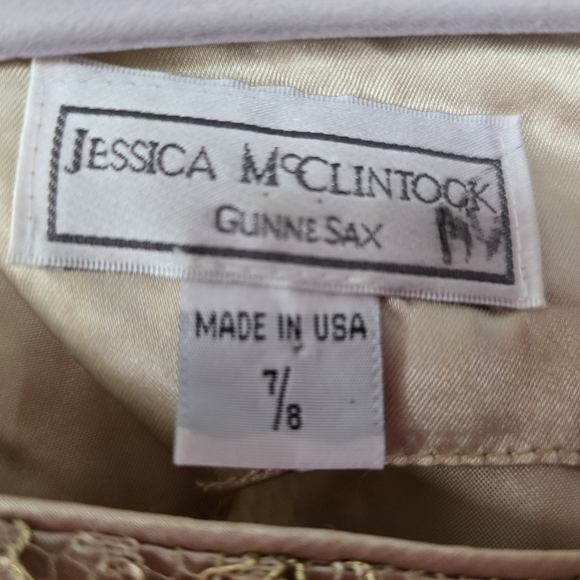 JESSICA McCLINTOCK
GUNNE SAX
MADE IN USA
7/8